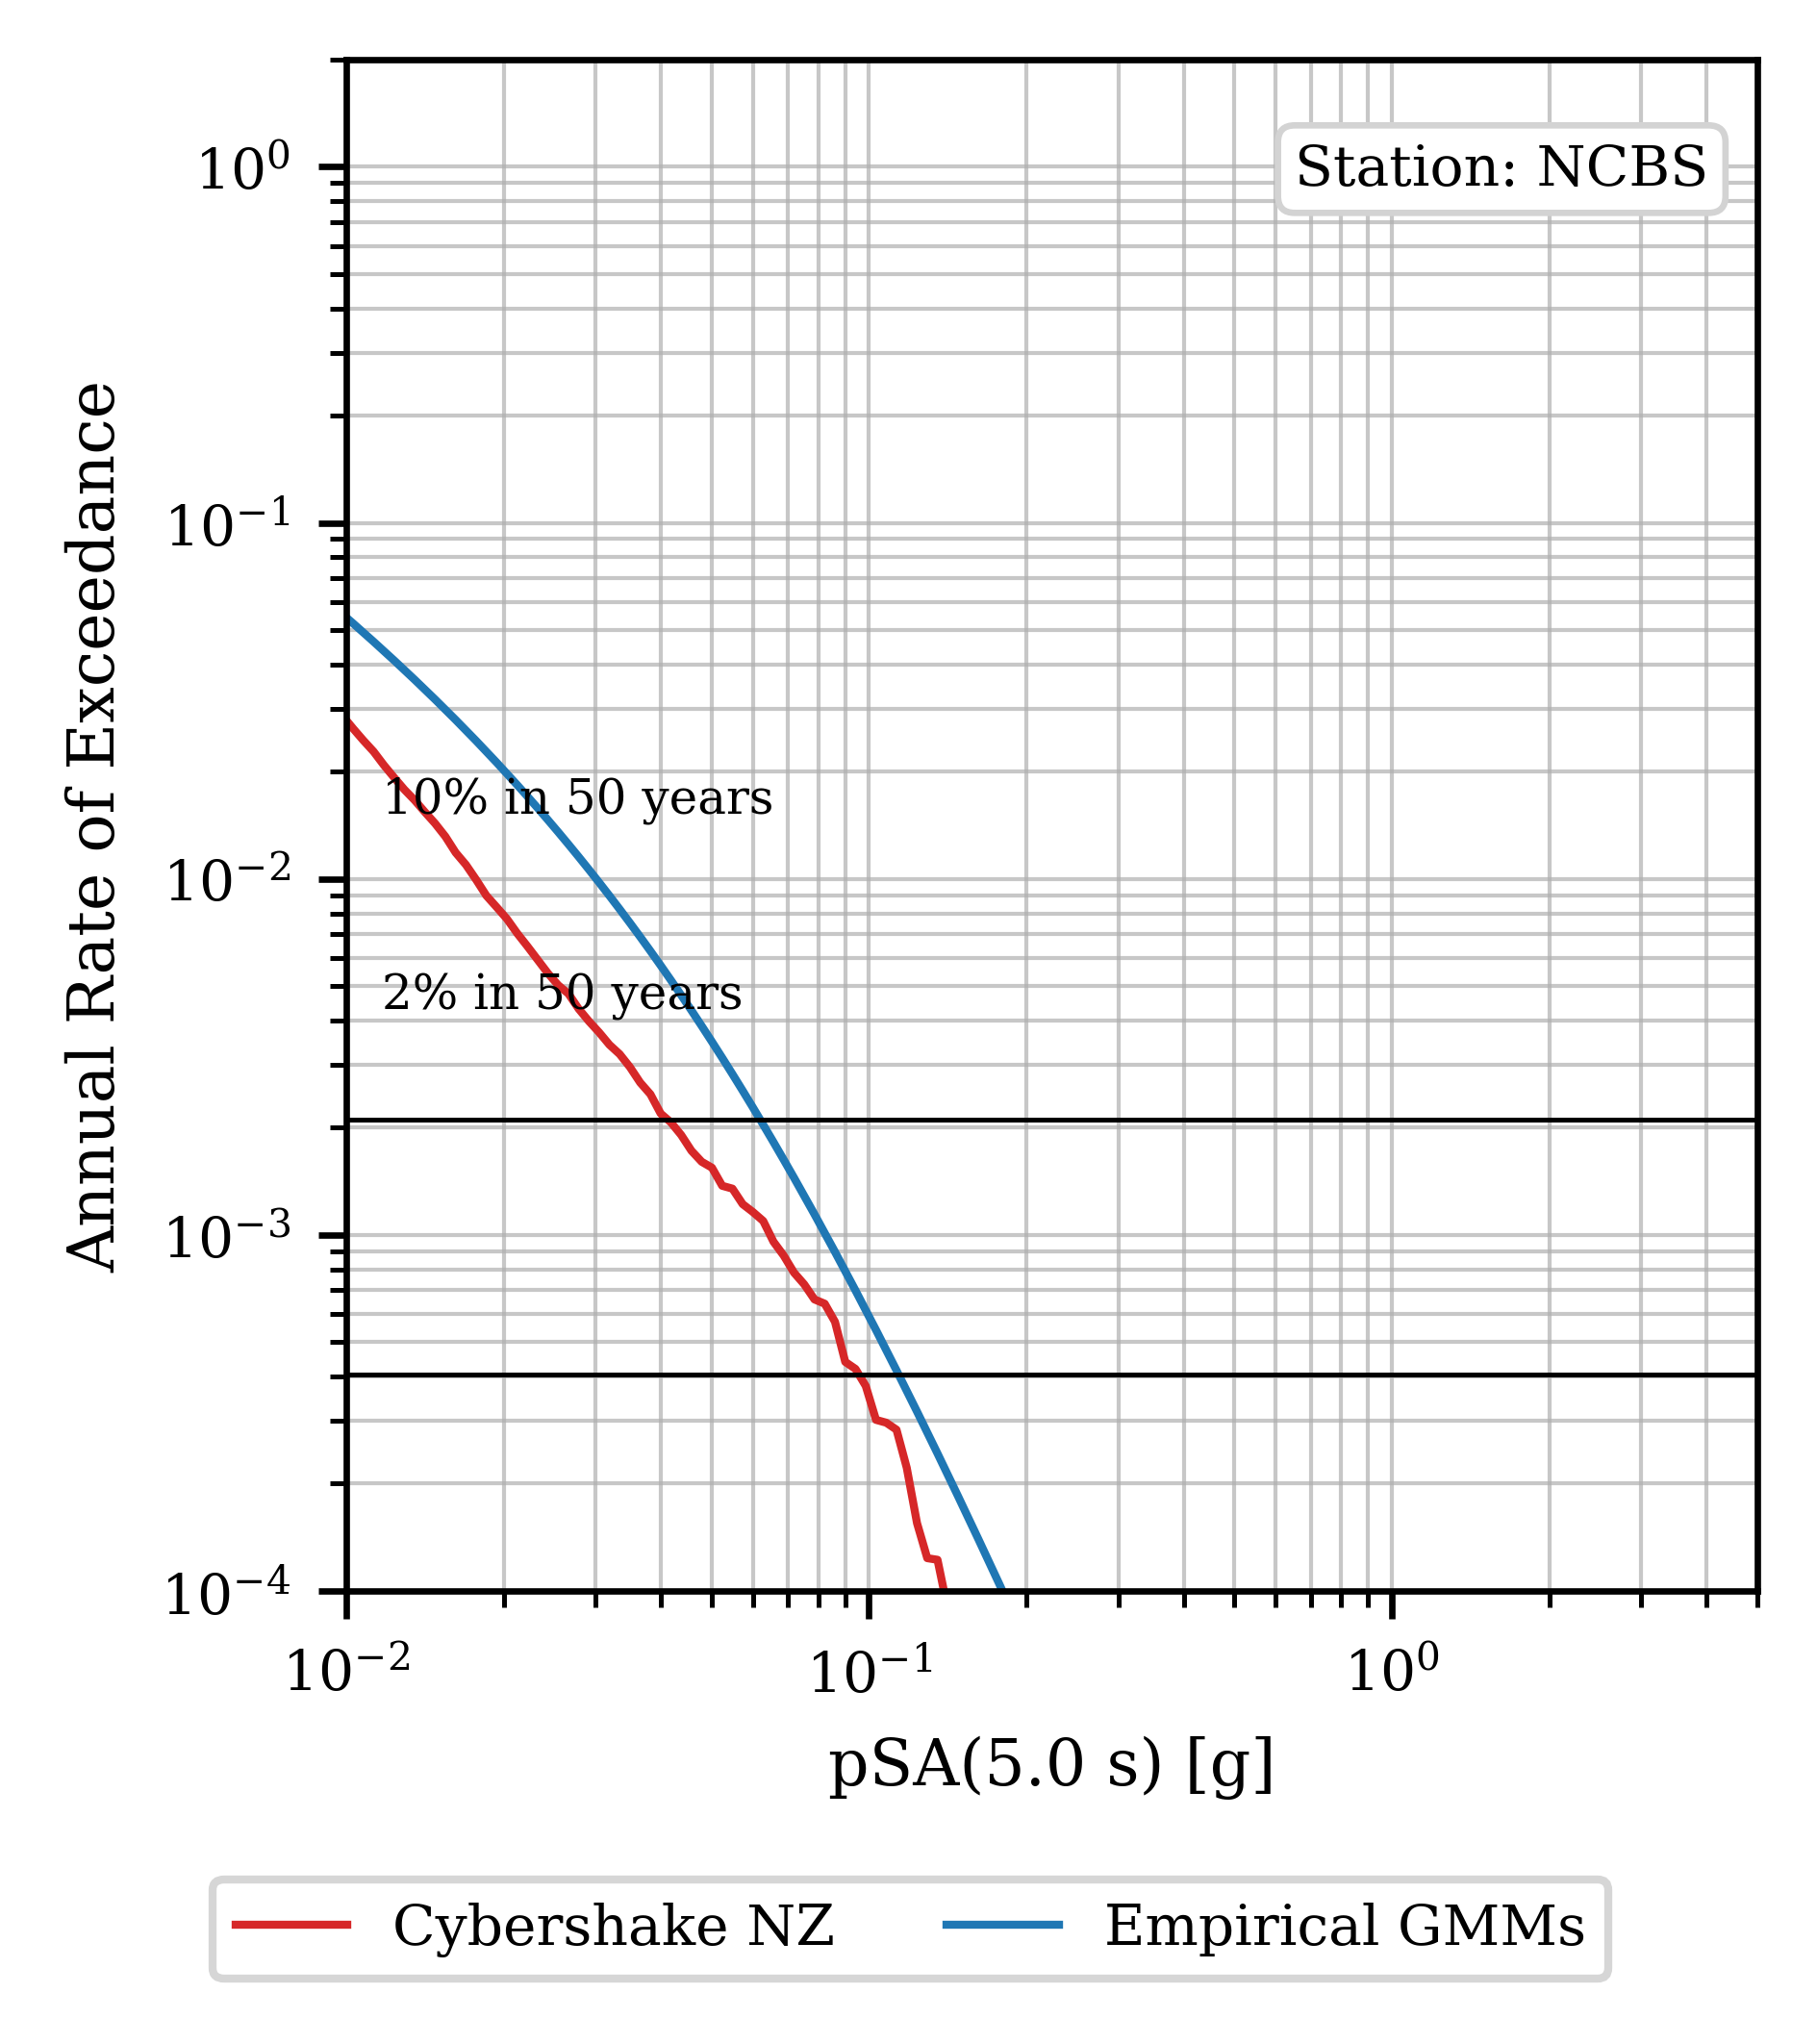 Station: NCBS
Annual Rate of Exceedance
10⁰
10⁻¹
10⁻²
10⁻³
10⁻⁴
10% in 50 years
2% in 50 years
10⁻² 10⁻¹ 10⁰
pSA(5.0 s) [g]
Cybershake NZ Empirical GMMs